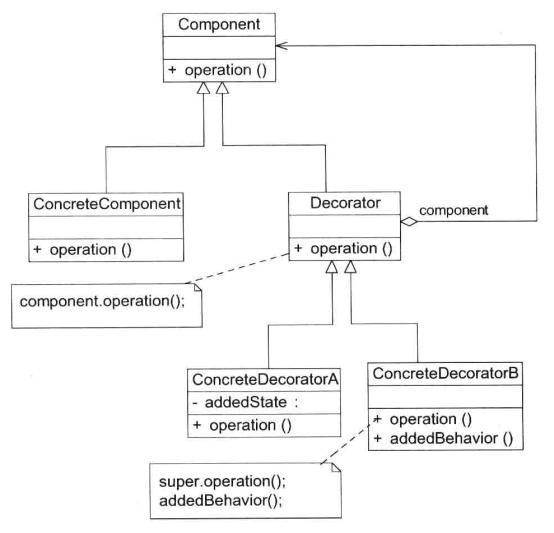 Component
+ operation ()
ConcreteComponent
+ operation ()
Decorator
+ operation ()
component
component.operation();
ConcreteDecoratorA
- addedState :
+ operation ()
ConcreteDecoratorB
+ operation ()
+ addedBehavior ()
super.operation();
addedBehavior();